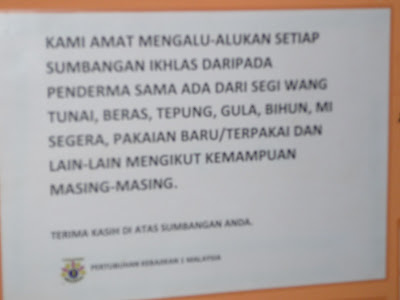 KAMI AMAT MENGALU-ALUKAN SETIAP
SUMBANGAN IKHLAS DARIPADA
PENDERMA SAMA ADA DARI SEGI WANG
TUNAI, BERAS, TEPUNG, GULA, BIHUN, MI
SEGERA, PAKAIAN BARU/TERPAKAI DAN
LAIN-LAIN MENGIKUT KEMAMPUAN
MASING-MASING.
TERIMA KASIH DI ATAS SUMBANGAN ANDA.
PERTUBUHAN KEBAJIKAN 1 MALAYSIA